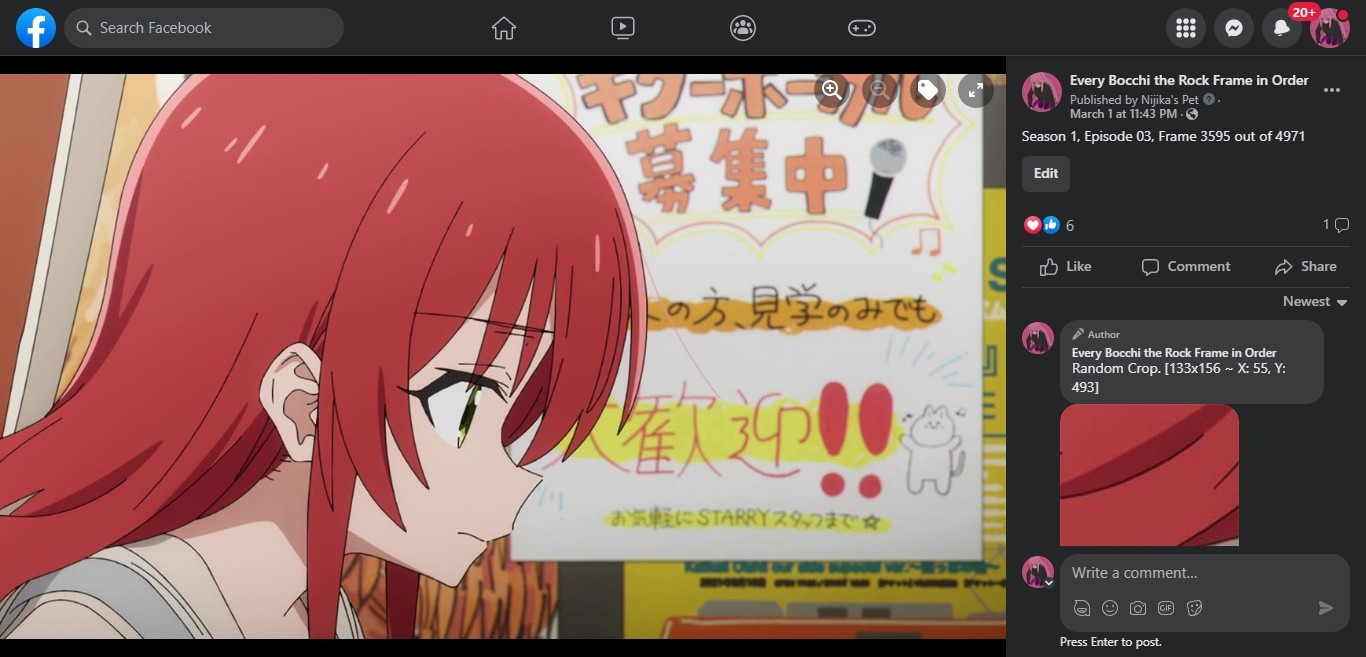 Search Facebook
20+
キターボーカル
募集中
の方、見学のみでも
大歓迎!!
お気軽にSTARRYスタッフまで☆
Every Bocchi the Rock Frame in Order
Published by Nijika's Pet
March 1 at 11:43 PM
Season 1, Episode 03, Frame 3595 out of 4971
Edit
6
1
Like
Comment
Share
Newest
Author
Every Bocchi the Rock Frame in Order
Random Crop. [133x156 ~ X: 55, Y:
493]
Write a comment...
GIF
Press Enter to post.